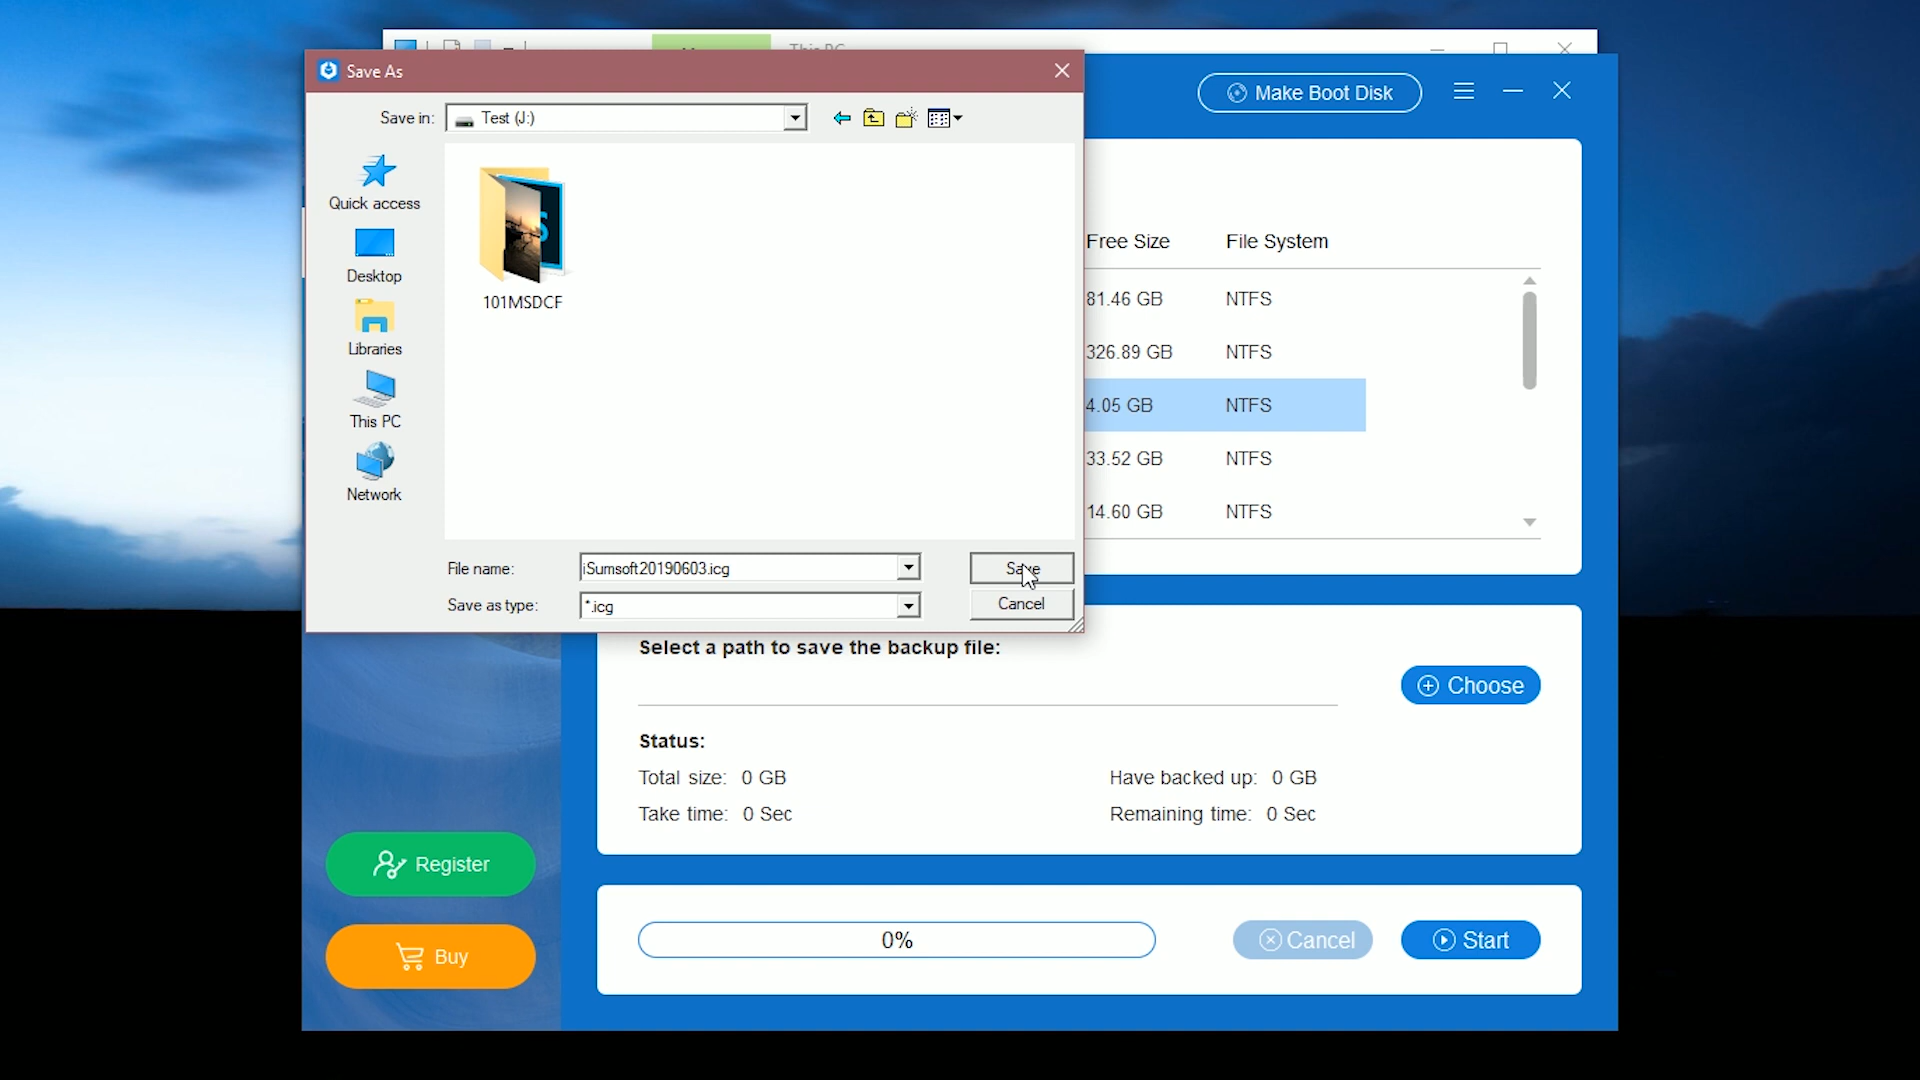 This PC
Save As
Make Boot Disk
Save in: Test (J:)
Quick access
Desktop
Libraries
This PC
Network
101MSDCF
File name: iSumsoft20190603.icg
Save
Save as type: *.icg
Cancel
Free Size File System
81.46 GB NTFS
326.89 GB NTFS
4.05 GB NTFS
33.52 GB NTFS
14.60 GB NTFS
Select a path to save the backup file:
Choose
Status:
Total size: 0 GB Have backed up: 0 GB
Take time: 0 Sec Remaining time: 0 Sec
Register
Buy
0%
Cancel
Start